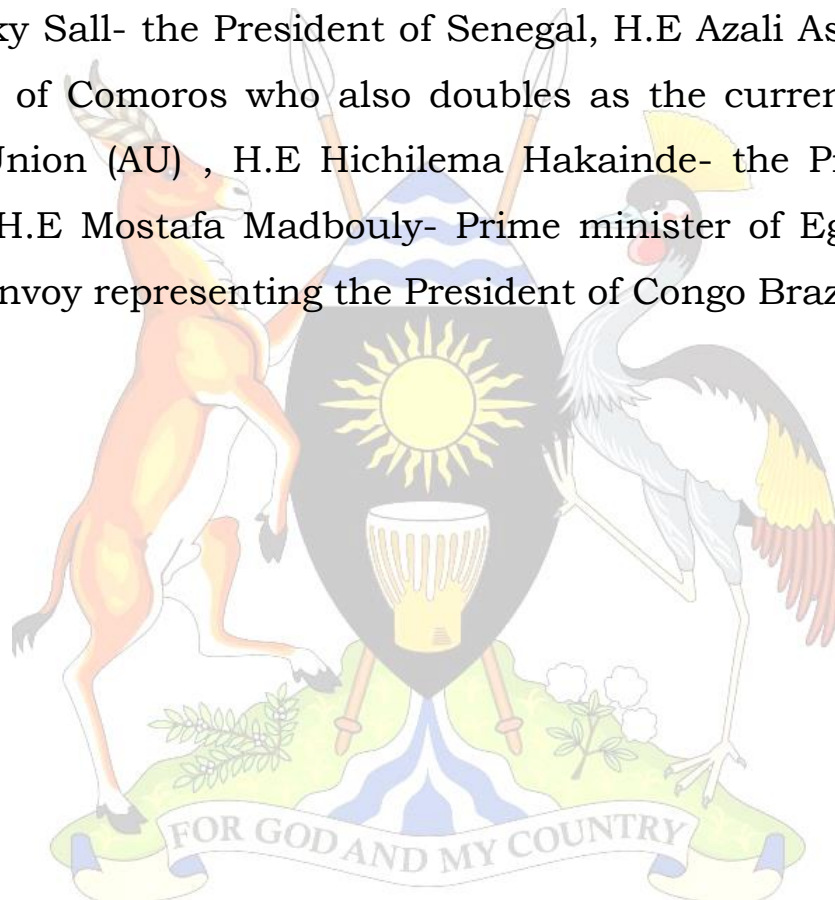 ky Sall- the President of Senegal, H.E Azali As
of Comoros who also doubles as the curren
Union (AU) , H.E Hichilema Hakainde- the P
H.E Mostafa Madbouly- Prime minister of Eg
nvoy representing the President of Congo Braz
FOR GOD AND MY COUNTRY